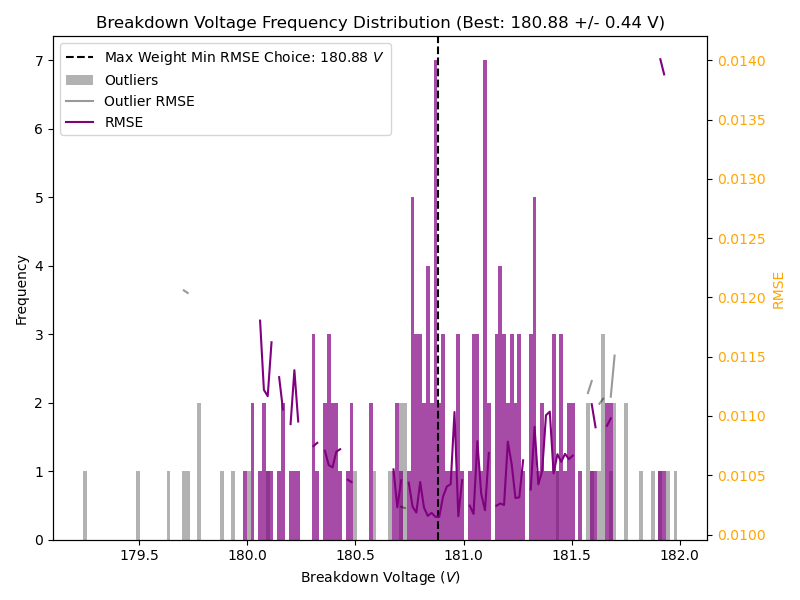 Breakdown Voltage Frequency Distribution (Best: 180.88 +/- 0.44 V)
Max Weight Min RMSE Choice: 180.88 V
Outliers
Outlier RMSE
RMSE
Frequency
7
6
5
4
3
2
1
0
0.0140
0.0135
0.0130
0.0125
0.0120
0.0115
0.0110
0.0105
0.0100
RMSE
179.5
180.0
180.5
181.0
181.5
182.0
Breakdown Voltage (V)